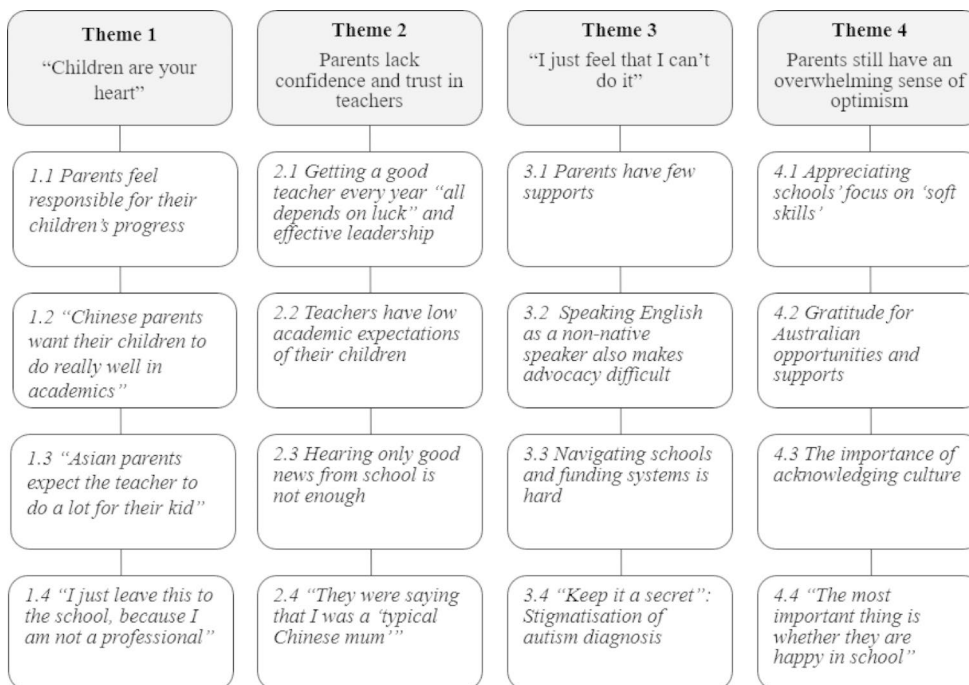 Theme 1
“Children are your
heart”
1.1 Parents feel
responsible for their
children’s progress
1.2 “Chinese parents
want their children to
do really well in
academics”
1.3 “Asian parents
expect the teacher to
do a lot for their kid”
1.4 “I just leave this to
the school, because I
am not a professional”
Theme 2
Parents lack
confidence and trust in
teachers
2.1 Getting a good
teacher every year “all
depends on luck” and
effective leadership
2.2 Teachers have low
academic expectations
of their children
2.3 Hearing only good
news from school is
not enough
2.4 “They were saying
that I was a ‘typical
Chinese mum’”
Theme 3
“I just feel that I can’t
do it”
3.1 Parents have few
supports
3.2 Speaking English
as a non-native
speaker also makes
advocacy difficult
3.3 Navigating schools
and funding systems is
hard
3.4 “Keep it a secret”:
Stigmatisation of
autism diagnosis
Theme 4
Parents still have an
overwhelming sense of
optimism
4.1 Appreciating
schools’ focus on ‘soft
skills’
4.2 Gratitude for
Australian
opportunities and
supports
4.3 The importance of
acknowledging culture
4.4 “The most
important thing is
whether they are
happy in school”